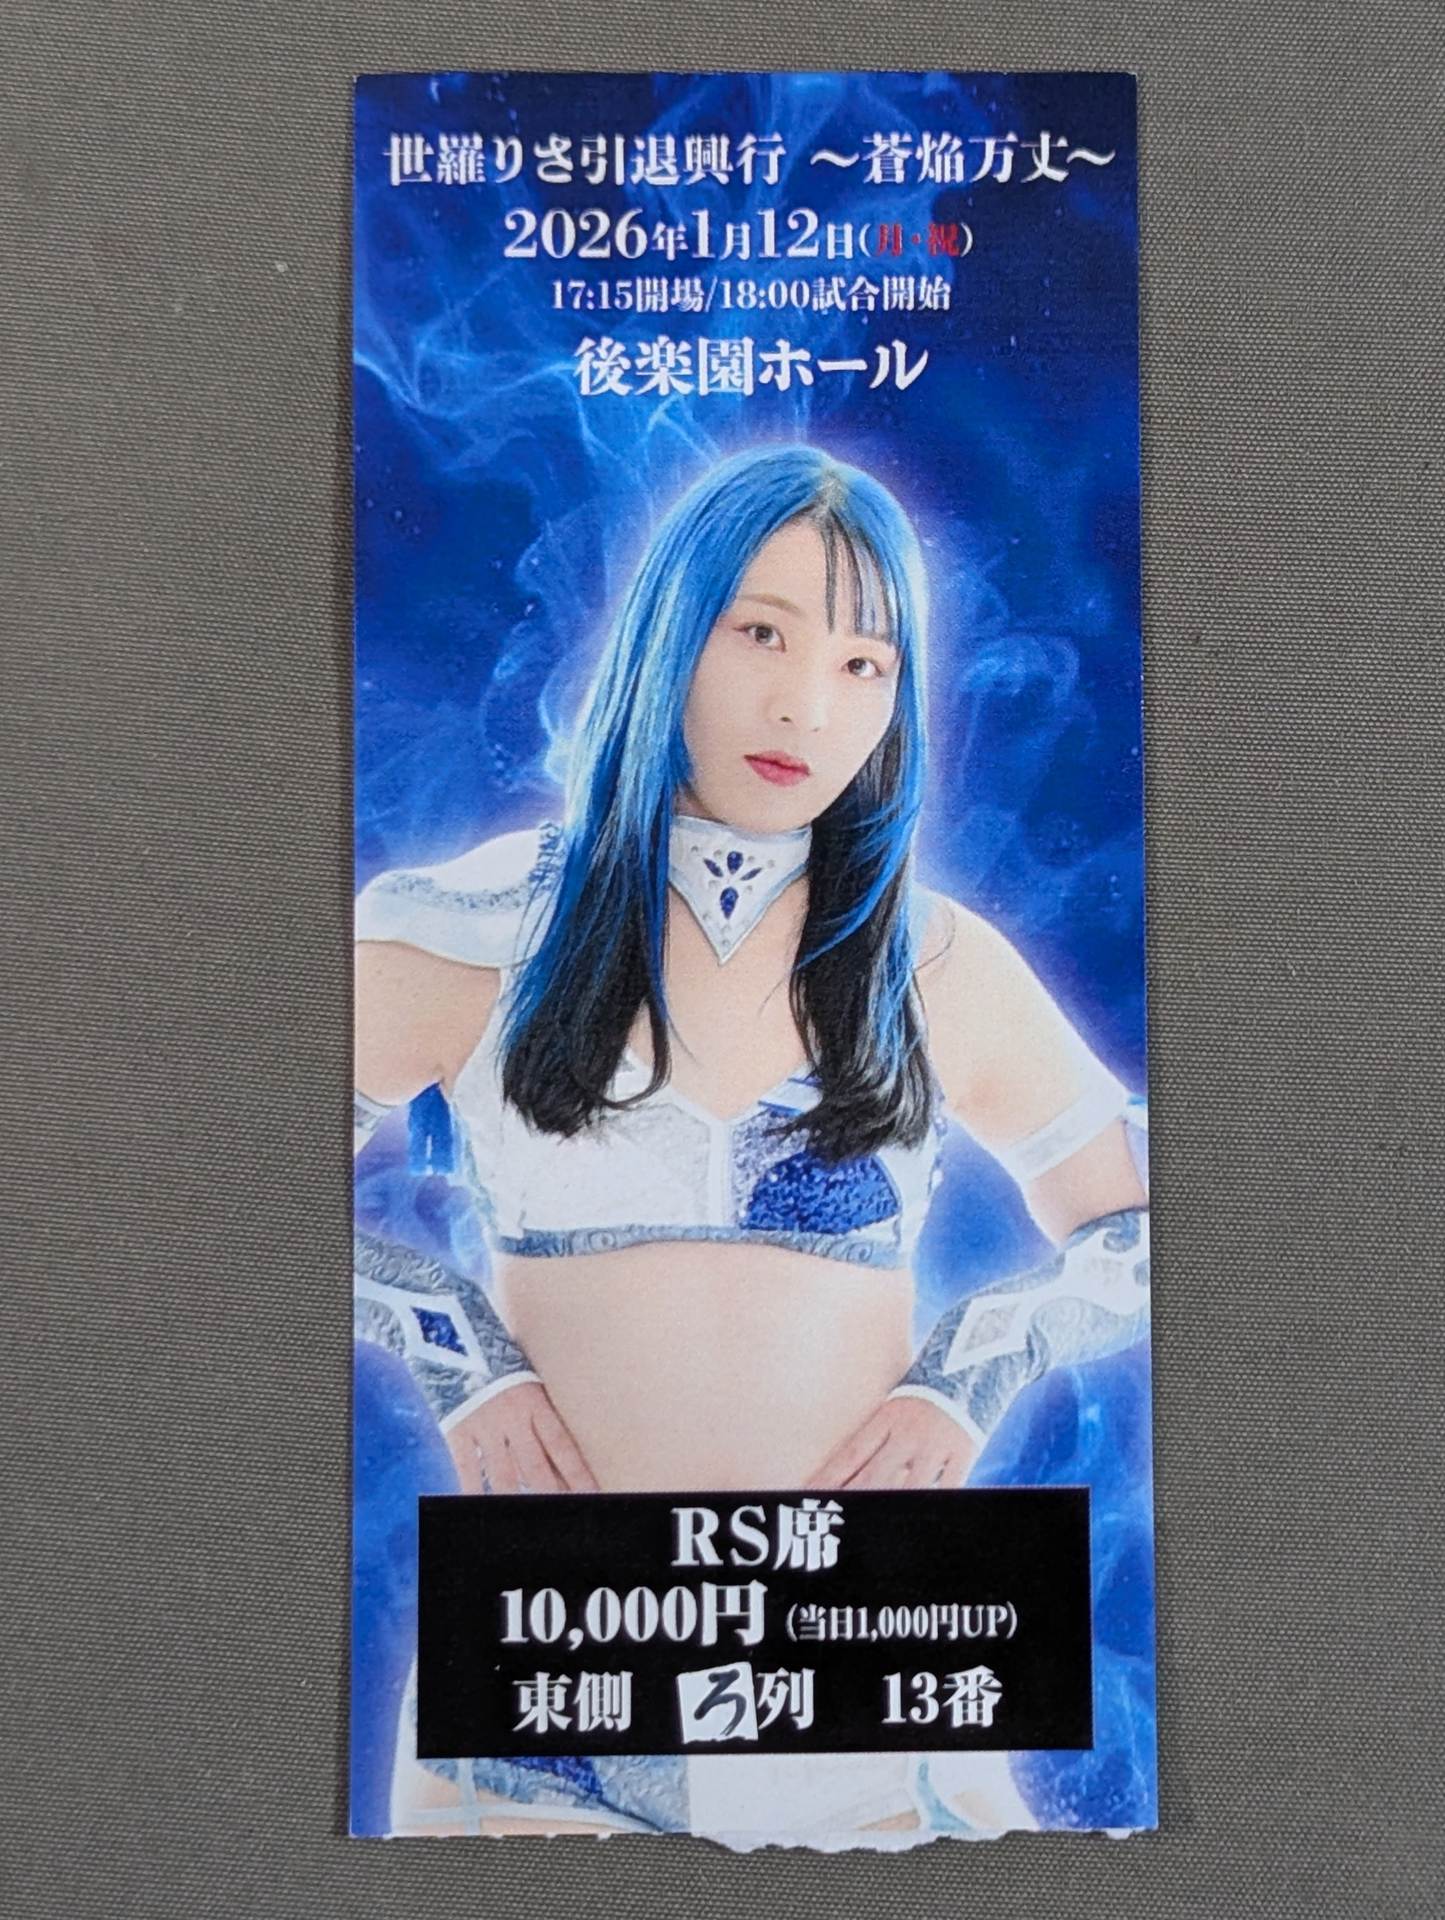 世羅りさ引退興行 ～蒼焔万丈～
2026年1月12日(月・祝)
17:15開場/18:00試合開始
後楽園ホール
RS席
10,000円 (当日1,000円UP)
東側 ろ列 13番